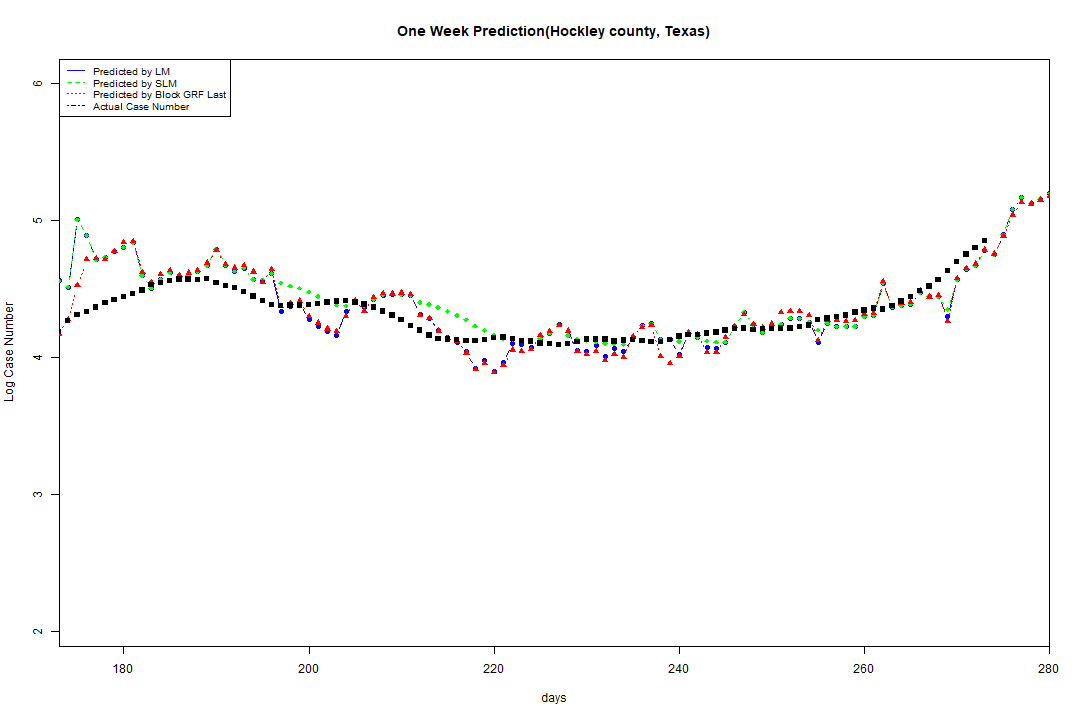 One Week Prediction(Hockley county, Texas)
Predicted by LM
Predicted by SLM
Predicted by Block GRF Last
Actual Case Number
6
5
4
3
2
Log Case Number
180 200 220 240 260 280
days